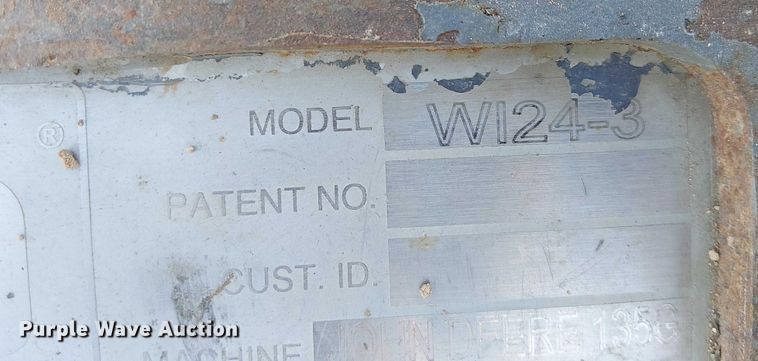 ®
MODEL WI24-3
PATENT NO.
CUST. ID.
MACHINE JOHN DEERE 135G
Purple Wave Auction